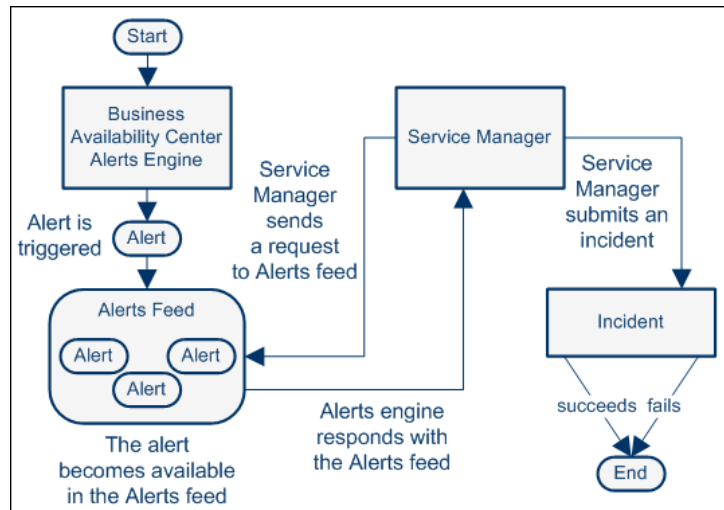 Start
Business
Availability Center
Alerts Engine
Alert is
triggered
Alert
Alerts Feed
Alert
Alert
Alert
The alert
becomes available
in the Alerts feed
Service
Manager
sends
a request
to Alerts feed
Service Manager
Alerts engine
responds with
the Alerts feed
Service
Manager
submits an
incident
Incident
succeeds
fails
End